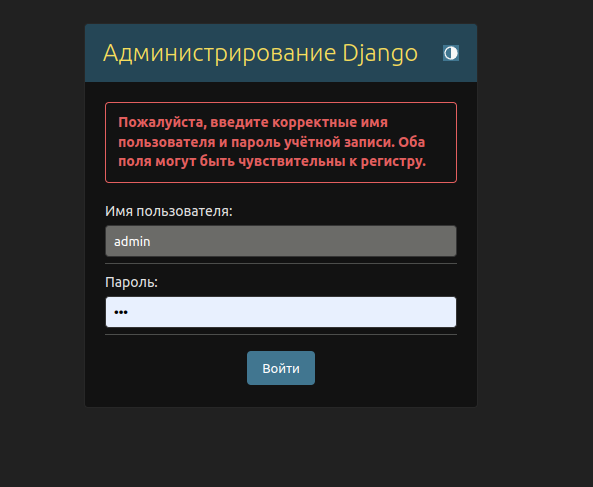 Администрирование Django
Пожалуйста, введите корректные имя
пользователя и пароль учётной записи. Оба
поля могут быть чувствительны к регистру.
Имя пользователя:
admin
Пароль:
•••
Войти